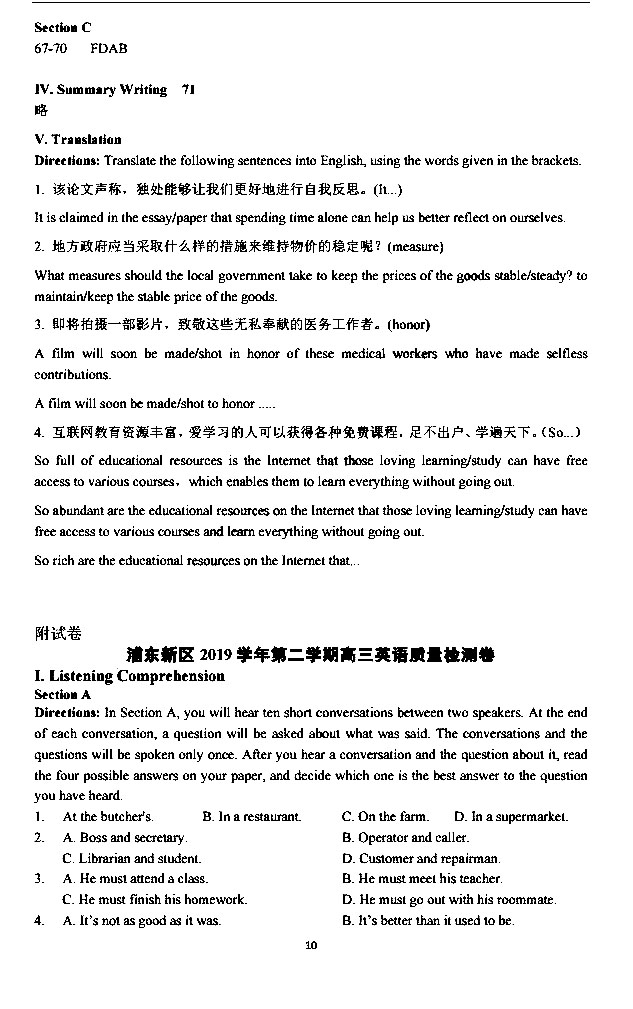 Section C
67-70 FDAB
IV. Summary Writing 71
略
V. Translation
Directions: Translate the following sentences into English, using the words given in the brackets.
1. 该论文声称，独处能够让我们更好地进行自我反思。(It...)
It is claimed in the essay/paper that spending time alone can help us better reflect on ourselves.
2. 地方政府应当采取什么样的措施来维持物价的稳定呢？(measure)
What measures should the local government take to keep the prices of the goods stable/steady? to
maintain/keep the stable price of the goods.
3. 即将拍摄一部影片，致敬这些无私奉献的医务工作者。(honor)
A film will soon be made/shot in honor of these medical workers who have made selfless
contributions.
A film will soon be made/shot to honor .....
4. 互联网教育资源丰富，爱学习的人可以获得各种免费课程，足不出户、学遍天下。（So...）
So full of educational resources is the Internet that those loving learning/study can have free
access to various courses，which enables them to learn everything without going out.
So abundant are the educational resources on the Internet that those loving learning/study can have
free access to various courses and learn everything without going out.
So rich are the educational resources on the Internet that...
附试卷
浦东新区 2019 学年第二学期高三英语质量检测卷
I. Listening Comprehension
Section A
Directions: In Section A, you will hear ten short conversations between two speakers. At the end
of each conversation, a question will be asked about what was said. The conversations and the
questions will be spoken only once. After you hear a conversation and the question about it, read
the four possible answers on your paper, and decide which one is the best answer to the question
you have heard.
1. At the butcher's. B. In a restaurant. C. On the farm. D. In a supermarket.
2. A. Boss and secretary. B. Operator and caller.
C. Librarian and student. D. Customer and repairman.
3. A. He must attend a class. B. He must meet his teacher.
C. He must finish his homework. D. He must go out with his roommate.
4. A. It's not as good as it was. B. It's better than it used to be.
10